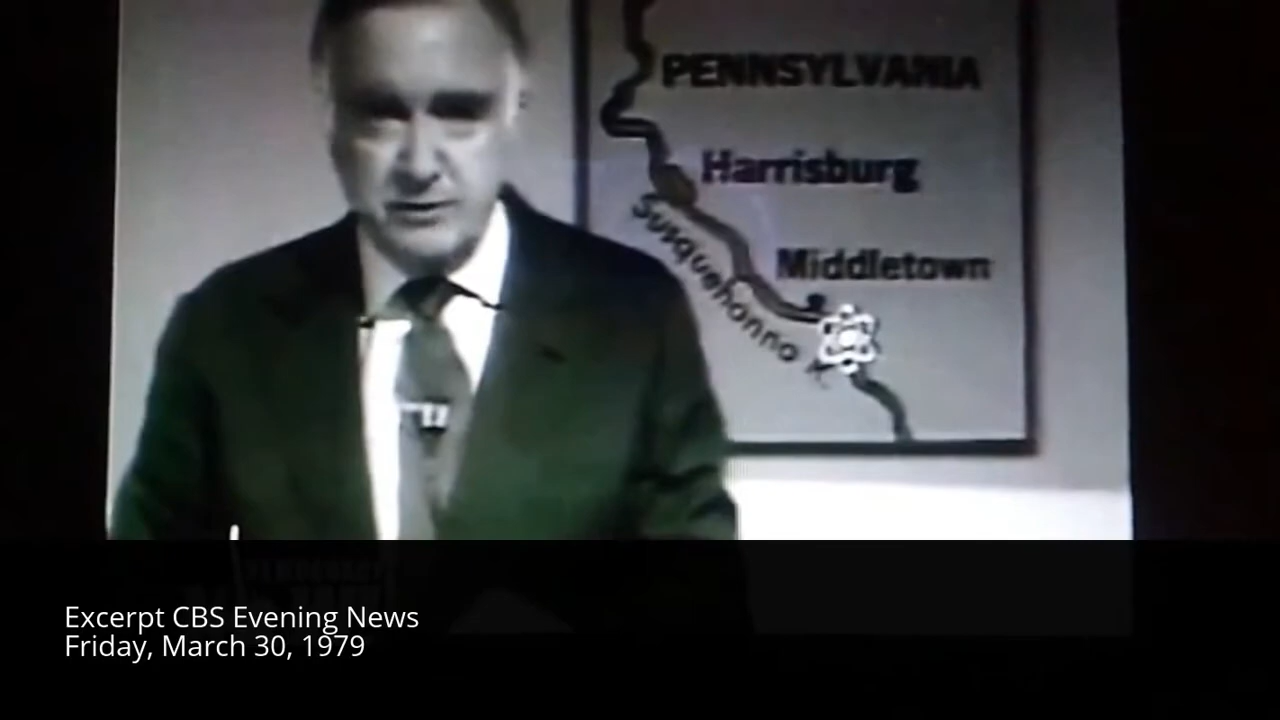 PENNSYLVANIA
Harrisburg
Middletown
Susquehanna R
Excerpt CBS Evening News
Friday, March 30, 1979